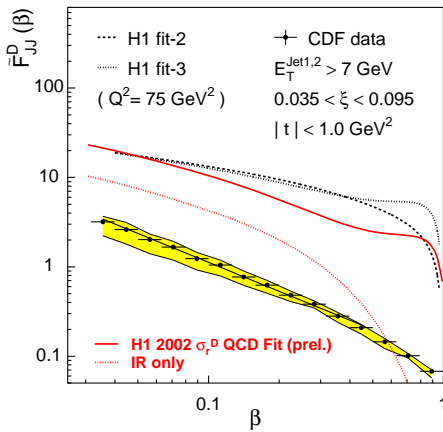 F̃ᴰJJ (β)
100
10
1
0.1
H1 fit-2
H1 fit-3
( Q²= 75 GeV² )
CDF data
E_T^Jet1,2 > 7 GeV
0.035 < ξ < 0.095
| t | < 1.0 GeV²
H1 2002 σ_r^D QCD Fit (prel.)
IR only
0.1
1
β